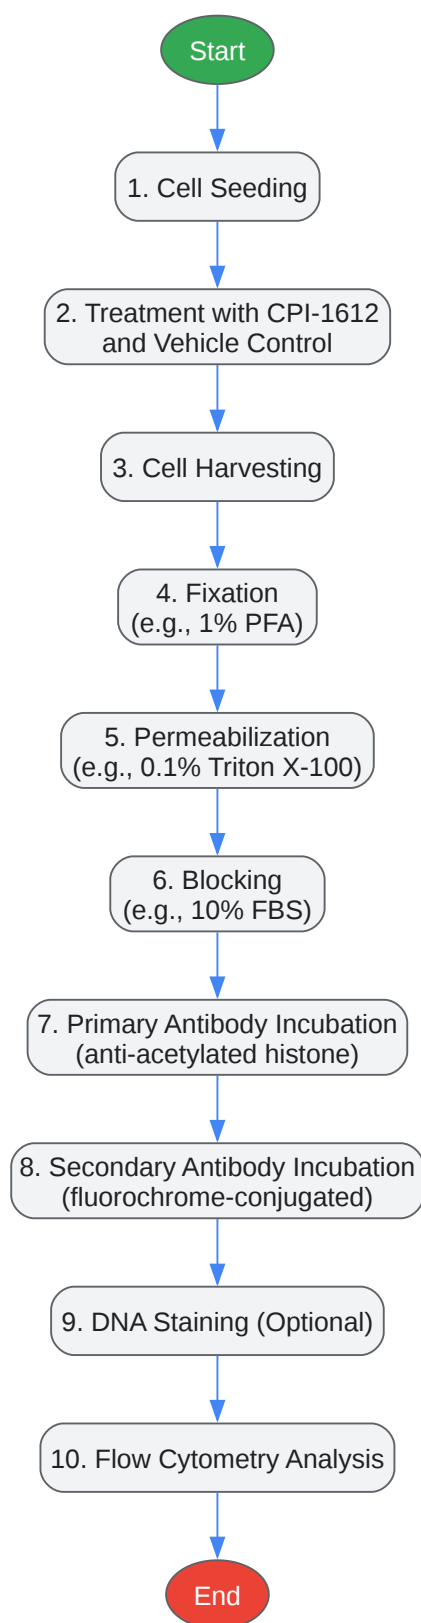 Start
1. Cell Seeding
2. Treatment with CPI-1612
and Vehicle Control
3. Cell Harvesting
4. Fixation
(e.g., 1% PFA)
5. Permeabilization
(e.g., 0.1% Triton X-100)
6. Blocking
(e.g., 10% FBS)
7. Primary Antibody Incubation
(anti-acetylated histone)
8. Secondary Antibody Incubation
(fluorochrome-conjugated)
9. DNA Staining (Optional)
10. Flow Cytometry Analysis
End